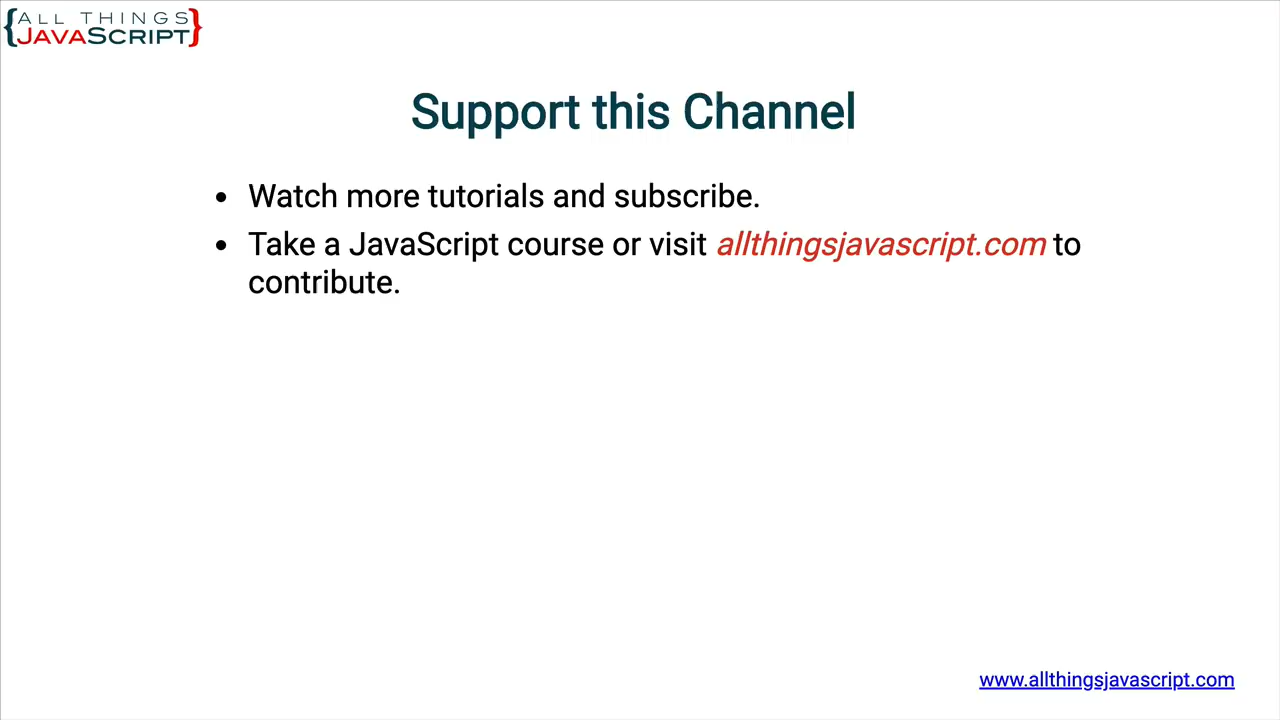 {ALL THINGS
JAVASCRIPT}
Support this Channel
• Watch more tutorials and subscribe.
• Take a JavaScript course or visit allthingsjavascript.com to
contribute.
www.allthingsjavascript.com